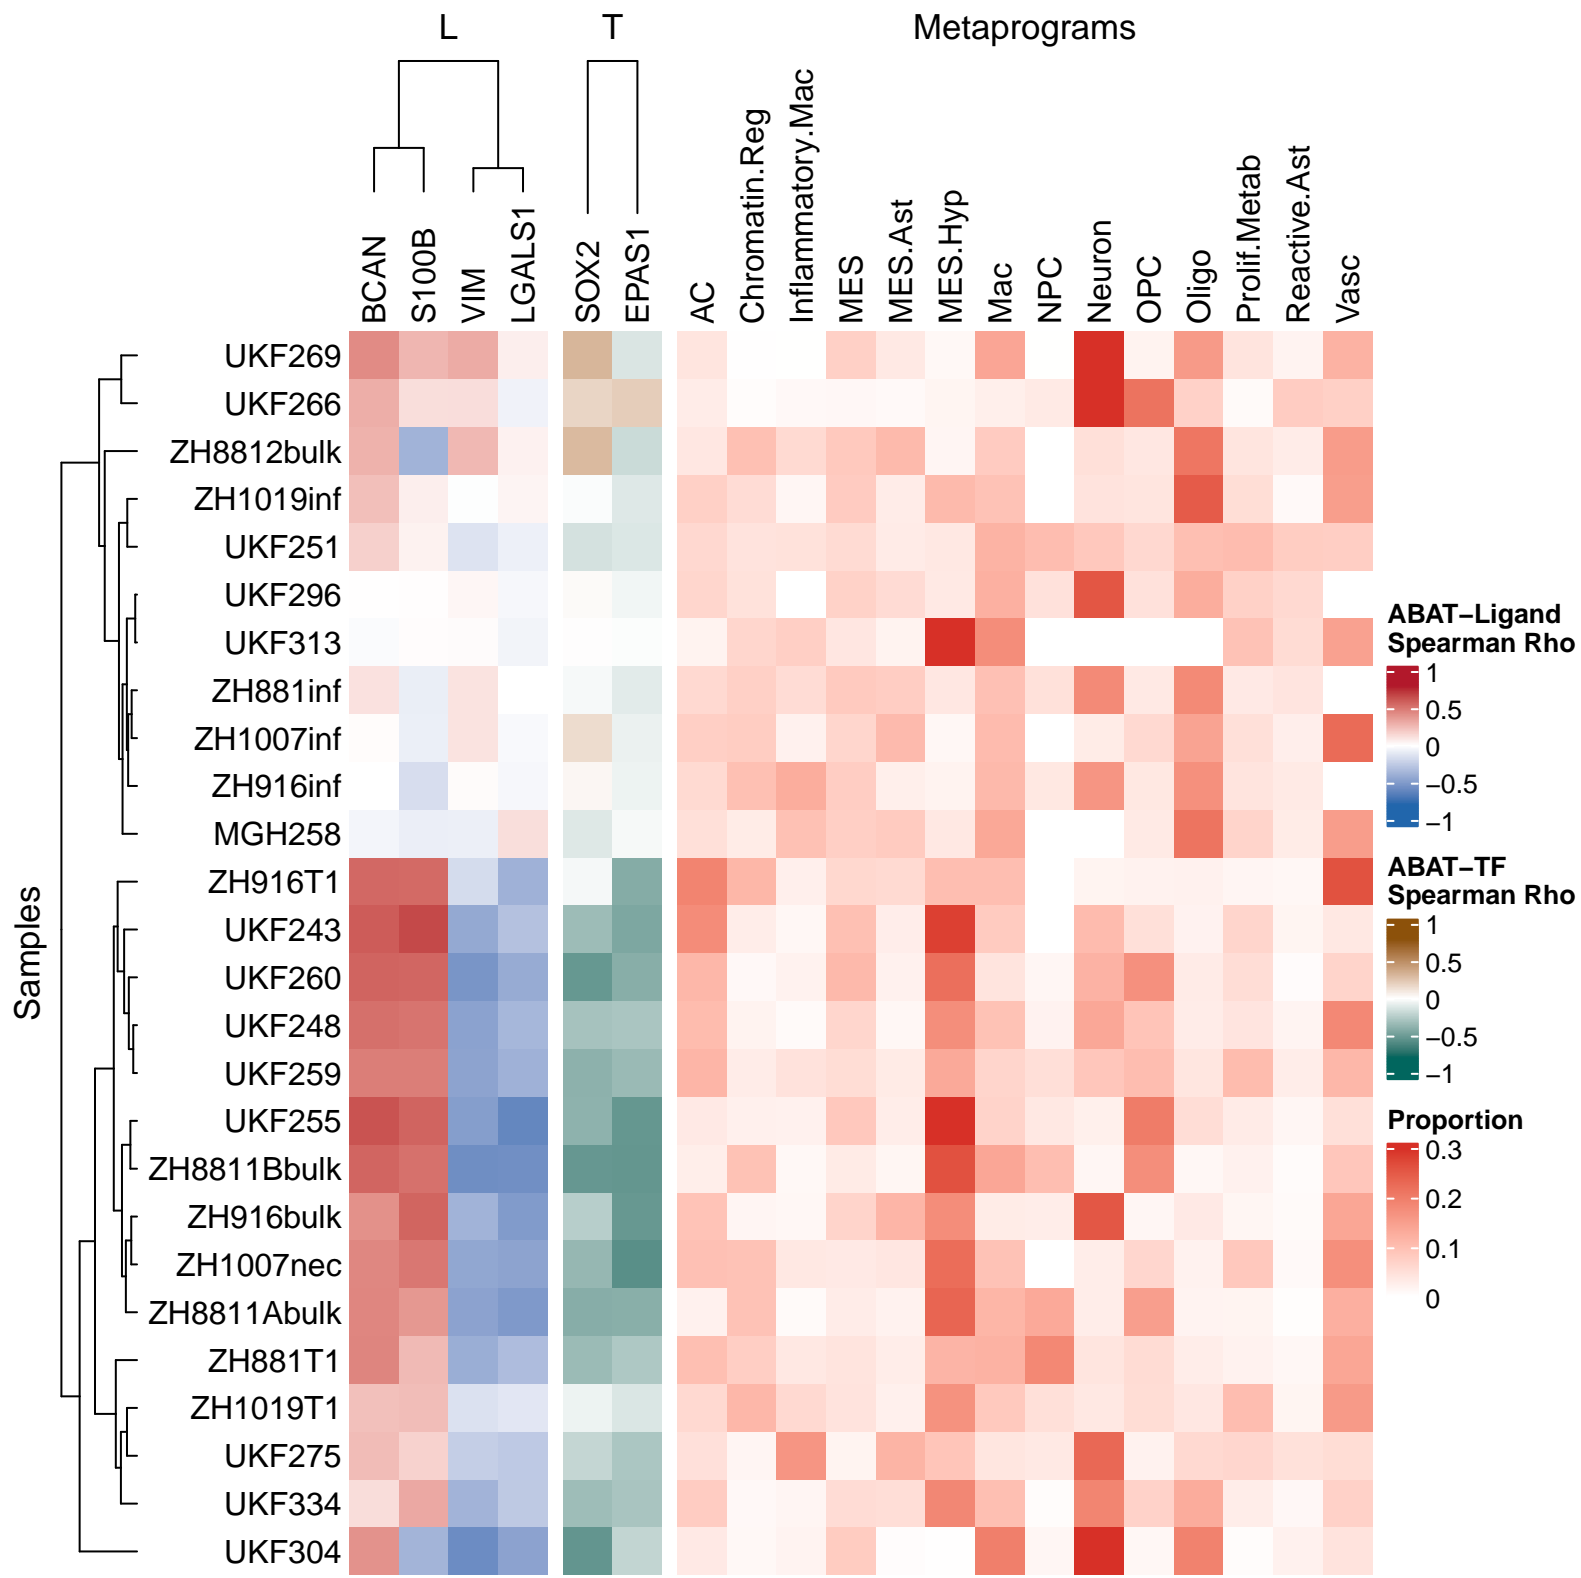 L
T
Metaprograms
BCAN
S100B
VIM
LGALS1
SOX2
EPAS1
AC
Chromatin.Reg
Inflammatory.Mac
MES
MES.Ast
MES.Hyp
Mac
NPC
Neuron
OPC
Oligo
Prolif.Metab
Reactive.Ast
Vasc
Samples
UKF269
UKF266
ZH8812bulk
ZH1019inf
UKF251
UKF296
UKF313
ZH881inf
ZH1007inf
ZH916inf
MGH258
ZH916T1
UKF243
UKF260
UKF248
UKF259
UKF255
ZH8811Bbulk
ZH916bulk
ZH1007nec
ZH8811Abulk
ZH881T1
ZH1019T1
UKF275
UKF334
UKF304
ABAT−Ligand
Spearman Rho
1
0.5
0
−0.5
−1
ABAT−TF
Spearman Rho
1
0.5
0
−0.5
−1
Proportion
0.3
0.2
0.1
0